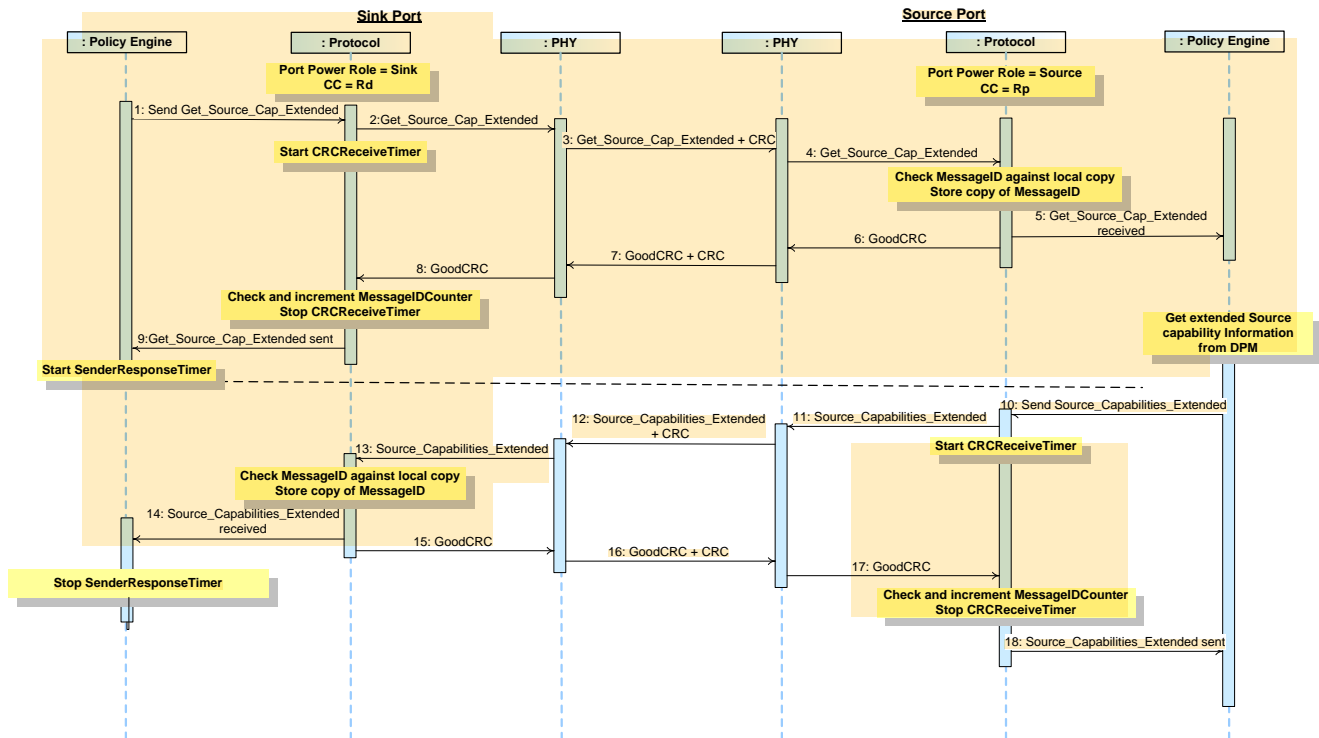 Sink Port
Source Port
: Policy Engine
: Protocol
: PHY
: PHY
: Protocol
: Policy Engine
Port Power Role = Sink
CC = Rd
Port Power Role = Source
CC = Rp
1: Send Get_Source_Cap_Extended
2:Get_Source_Cap_Extended
Start CRCReceiveTimer
3: Get_Source_Cap_Extended + CRC
4: Get_Source_Cap_Extended
Check MessageID against local copy
Store copy of MessageID
5: Get_Source_Cap_Extended
received
6: GoodCRC
7: GoodCRC + CRC
8: GoodCRC
Check and increment MessageIDCounter
Stop CRCReceiveTimer
9:Get_Source_Cap_Extended sent
Start SenderResponseTimer
Get extended Source
capability Information
from DPM
10: Send Source_Capabilities_Extended
11: Source_Capabilities_Extended
Start CRCReceiveTimer
12: Source_Capabilities_Extended
+ CRC
13: Source_Capabilities_Extended
Check MessageID against local copy
Store copy of MessageID
14: Source_Capabilities_Extended
received
15: GoodCRC
16: GoodCRC + CRC
17: GoodCRC
Stop SenderResponseTimer
Check and increment MessageIDCounter
Stop CRCReceiveTimer
18: Source_Capabilities_Extended sent